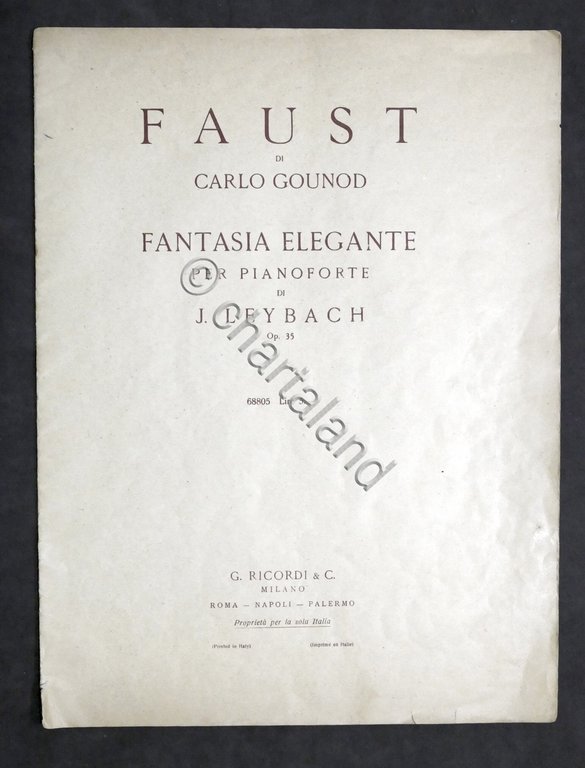 FAUST
DI
CARLO GOUNOD
FANTASIA ELEGANTE
PER PIANOFORTE
DI
J. LEYBACH
Op. 35
68805
G. RICORDI & C.
MILANO
ROMA — NAPOLI — PALERMO
Proprietà per la sola Italia
(Printed in Italy) (Imprimé en Italie)
© chartaland